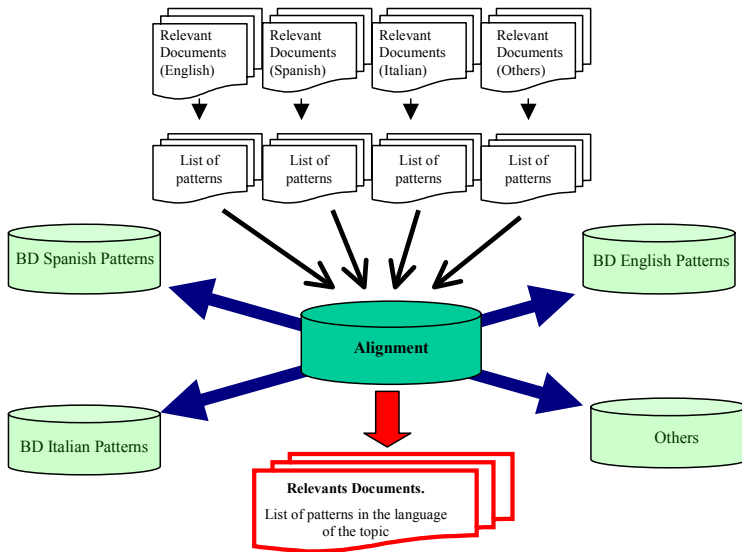 Relevant
Documents
(English)
Relevant
Documents
(Spanish)
Relevant
Documents
(Italian)
Relevant
Documents
(Others)
List of
patterns
List of
patterns
List of
patterns
List of
patterns
BD Spanish Patterns
BD English Patterns
Alignment
BD Italian Patterns
Others
Relevants Documents.
List of patterns in the language
of the topic